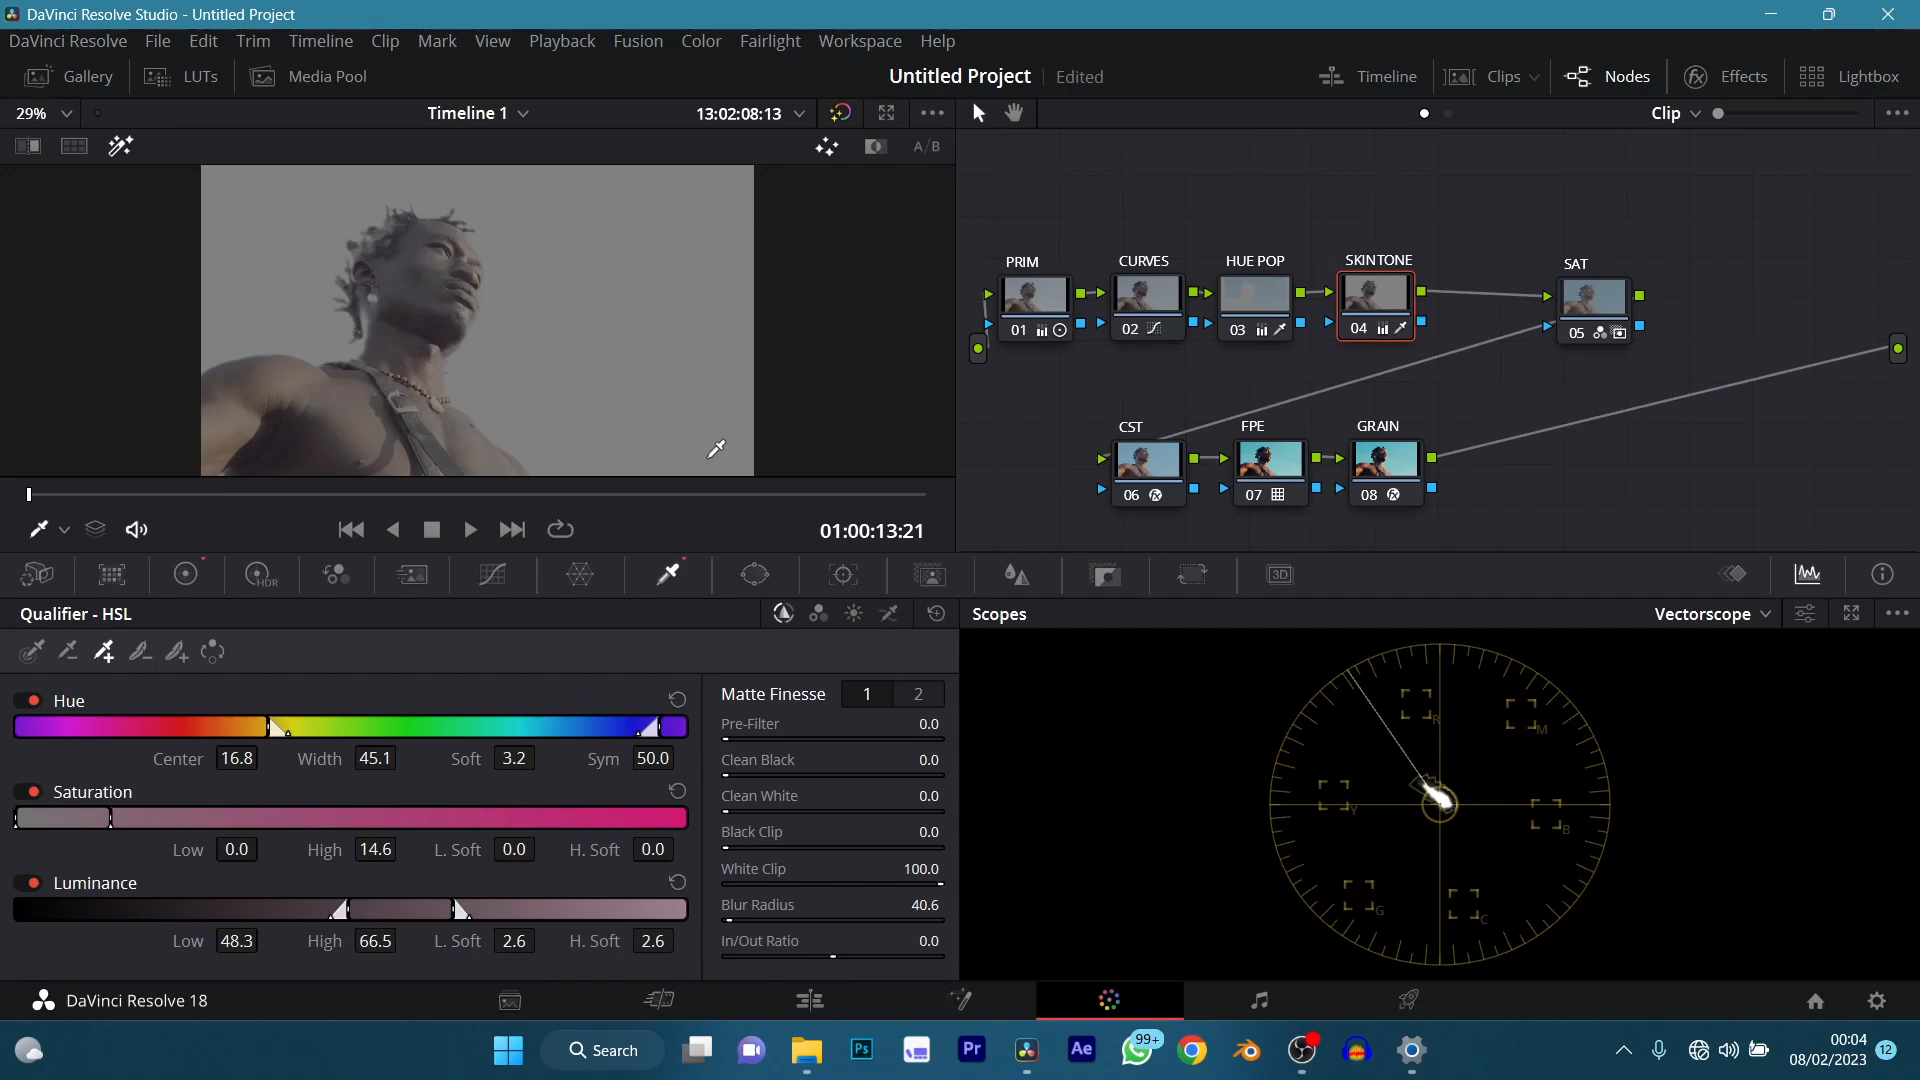 DaVinci Resolve Studio - Untitled Project
DaVinci Resolve File Edit Trim Timeline Clip Mark View Playback Fusion Color Fairlight Workspace Help
Gallery LUTs Media Pool Untitled Project Edited Timeline Clips Nodes Effects Lightbox
29% Timeline 1 13:02:08:13 Clip
A/B
PRIM CURVES HUE POP SKINTONE SAT
01 02 03 04 05
CST FPE GRAIN
06 07 08
01:00:13:21
HDR 3D
Qualifier - HSL Scopes Vectorscope
Hue
Center 16.8 Width 45.1 Soft 3.2 Sym 50.0
Saturation
Low 0.0 High 14.6 L. Soft 0.0 H. Soft 0.0
Luminance
Low 48.3 High 66.5 L. Soft 2.6 H. Soft 2.6
Matte Finesse 1 2
Pre-Filter 0.0
Clean Black 0.0
Clean White 0.0
Black Clip 0.0
White Clip 100.0
Blur Radius 40.6
In/Out Ratio 0.0
R M
Y B
G C
DaVinci Resolve 18
Search Ps Pr Ae 99+
00:04
08/02/2023 12